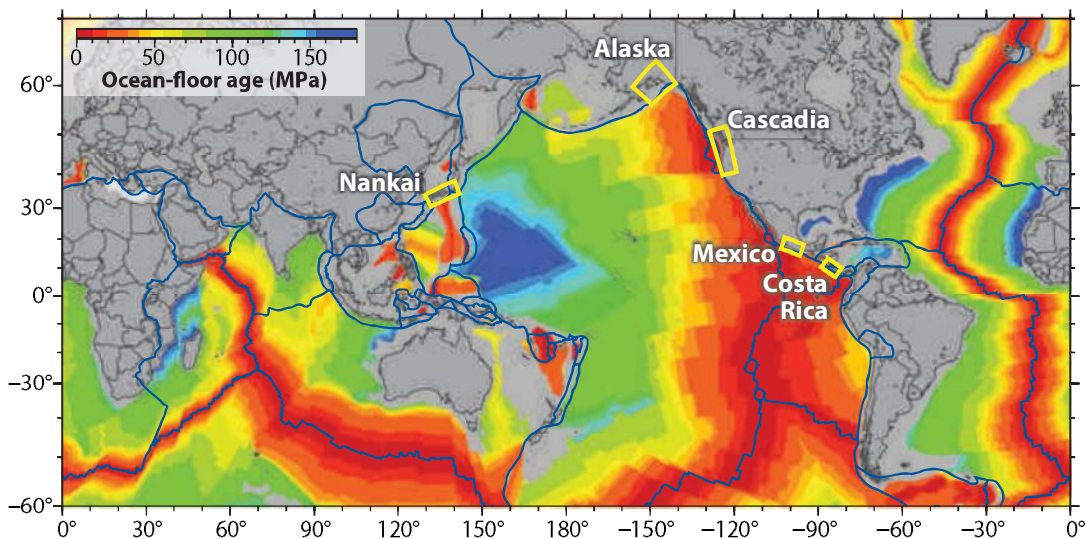 0 50 100 150
Ocean-floor age (MPa)
Alaska
Cascadia
Nankai
Mexico
Costa
Rica
60°
30°
0°
−30°
−60°
0° 30 60 90 120 150 180 −150 −120 −90 −60 −30 0°